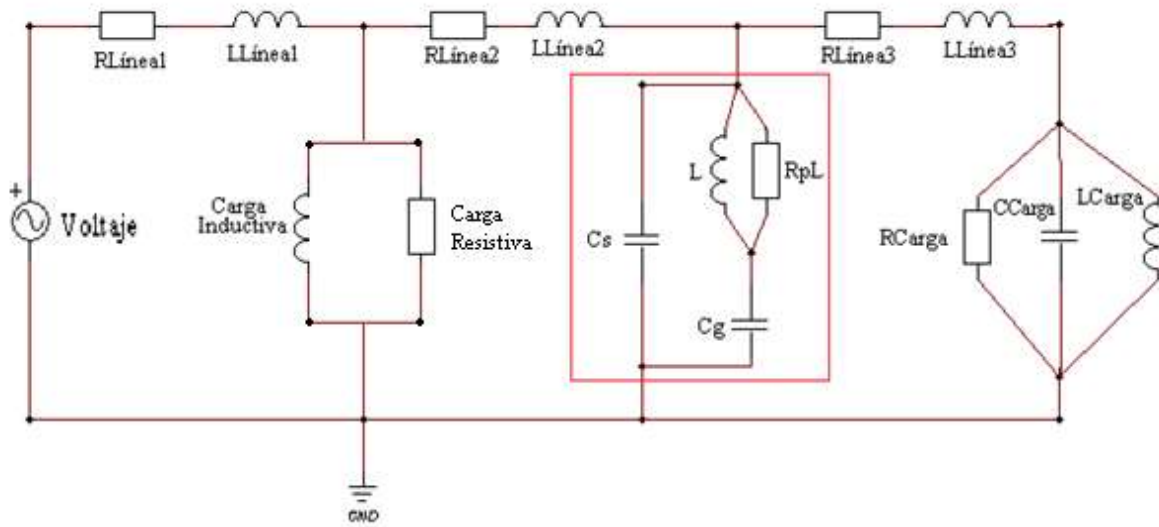 RLínea1
LLínea1
RLínea2
LLínea2
RLínea3
LLínea3
+
Voltaje
Carga
Inductiva
Carga
Resistiva
Cs
L
RpL
Cg
RCarga
CCarga
LCarga
GND